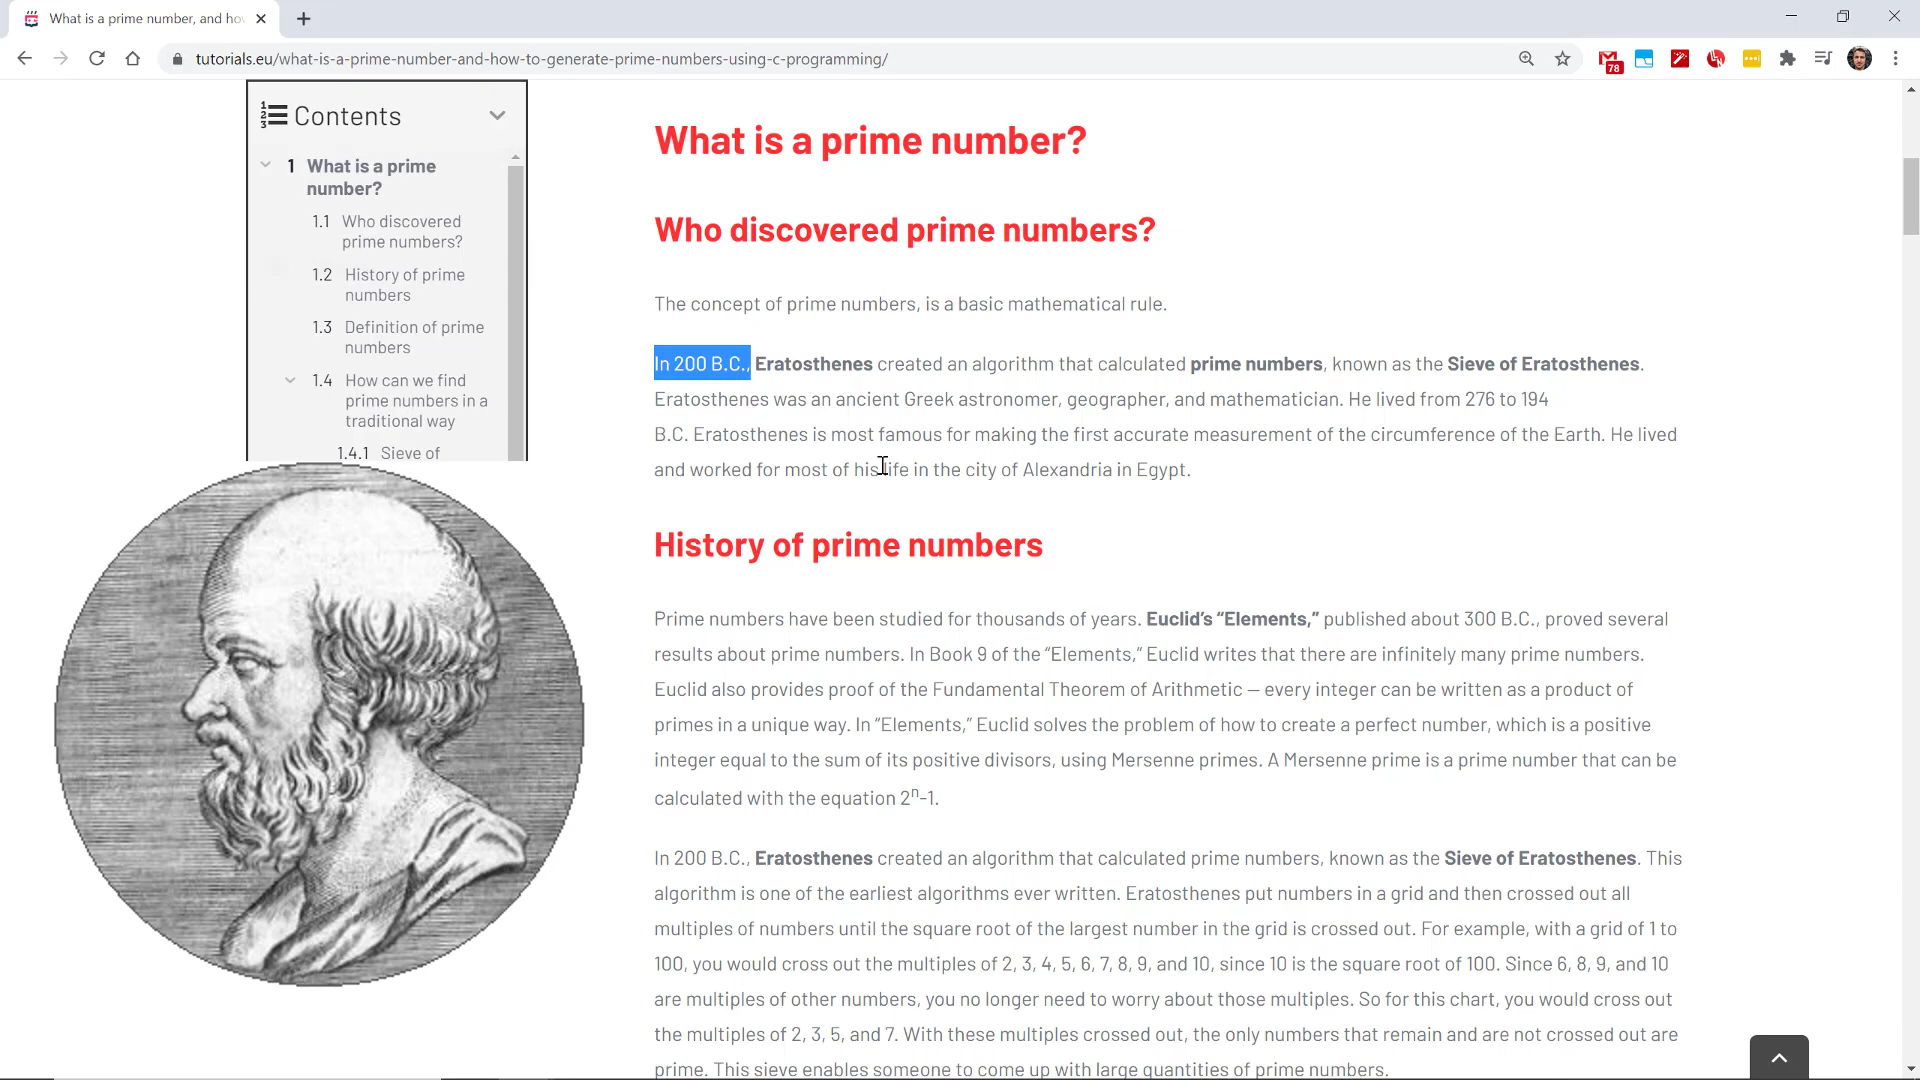 What is a prime number, and ho
tutorials.eu/what-is-a-prime-number-and-how-to-generate-prime-numbers-using-c-programming/
78
Contents
1 What is a prime
number?
1.1 Who discovered
prime numbers?
1.2 History of prime
numbers
1.3 Definition of prime
numbers
1.4 How can we find
prime numbers in a
traditional way
1.4.1 Sieve of
What is a prime number?
Who discovered prime numbers?
The concept of prime numbers, is a basic mathematical rule.
In 200 B.C., Eratosthenes created an algorithm that calculated prime numbers, known as the Sieve of Eratosthenes.
Eratosthenes was an ancient Greek astronomer, geographer, and mathematician. He lived from 276 to 194
B.C. Eratosthenes is most famous for making the first accurate measurement of the circumference of the Earth. He lived
and worked for most of his life in the city of Alexandria in Egypt.
History of prime numbers
Prime numbers have been studied for thousands of years. Euclid’s “Elements,” published about 300 B.C., proved several
results about prime numbers. In Book 9 of the “Elements,” Euclid writes that there are infinitely many prime numbers.
Euclid also provides proof of the Fundamental Theorem of Arithmetic – every integer can be written as a product of
primes in a unique way. In “Elements,” Euclid solves the problem of how to create a perfect number, which is a positive
integer equal to the sum of its positive divisors, using Mersenne primes. A Mersenne prime is a prime number that can be
calculated with the equation 2ⁿ-1.
In 200 B.C., Eratosthenes created an algorithm that calculated prime numbers, known as the Sieve of Eratosthenes. This
algorithm is one of the earliest algorithms ever written. Eratosthenes put numbers in a grid and then crossed out all
multiples of numbers until the square root of the largest number in the grid is crossed out. For example, with a grid of 1 to
100, you would cross out the multiples of 2, 3, 4, 5, 6, 7, 8, 9, and 10, since 10 is the square root of 100. Since 6, 8, 9, and 10
are multiples of other numbers, you no longer need to worry about those multiples. So for this chart, you would cross out
the multiples of 2, 3, 5, and 7. With these multiples crossed out, the only numbers that remain and are not crossed out are
prime. This sieve enables someone to come up with large quantities of prime numbers.